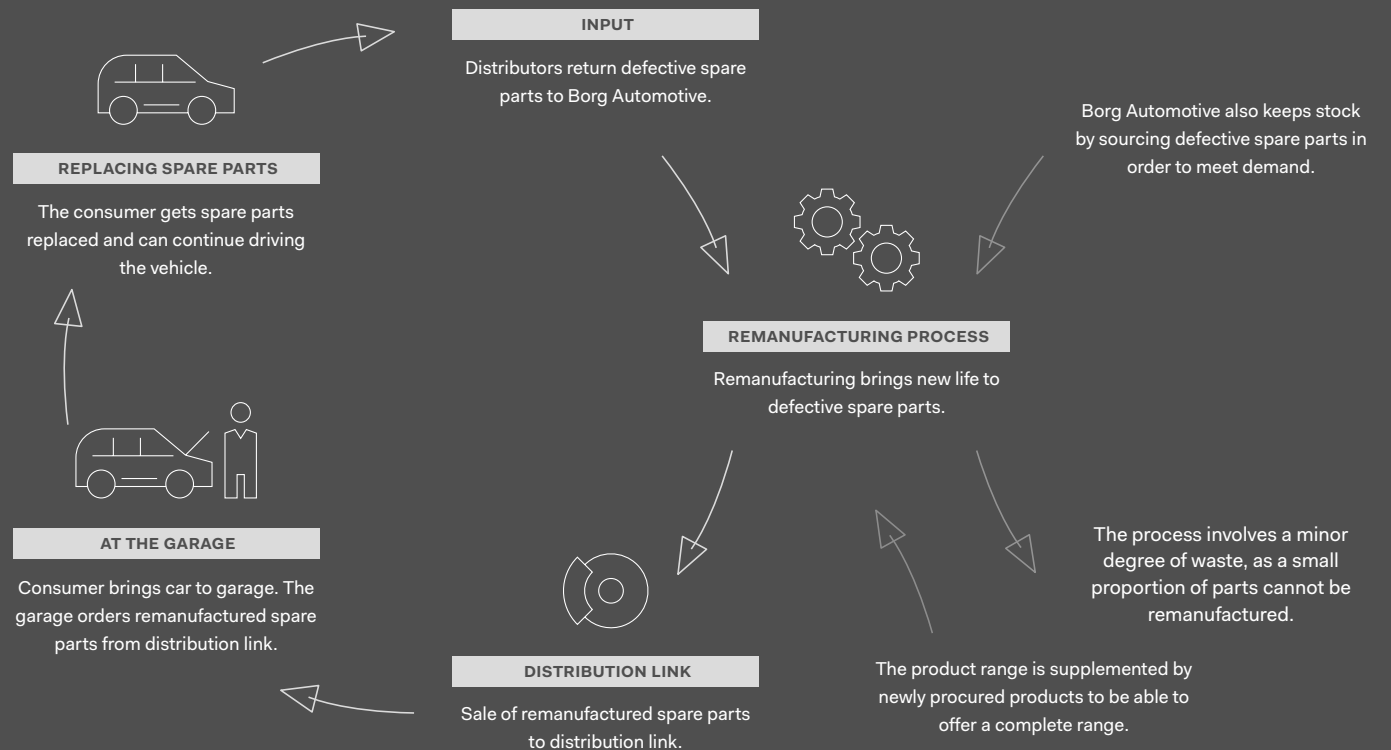 INPUT
Distributors return defective spare
parts to Borg Automotive.
Borg Automotive also keeps stock
by sourcing defective spare parts in
order to meet demand.
REPLACING SPARE PARTS
The consumer gets spare parts
replaced and can continue driving
the vehicle.
REMANUFACTURING PROCESS
Remanufacturing brings new life to
defective spare parts.
AT THE GARAGE
Consumer brings car to garage. The
garage orders remanufactured spare
parts from distribution link.
The process involves a minor
degree of waste, as a small
proportion of parts cannot be
remanufactured.
DISTRIBUTION LINK
Sale of remanufactured spare parts
to distribution link.
The product range is supplemented by
newly procured products to be able to
offer a complete range.